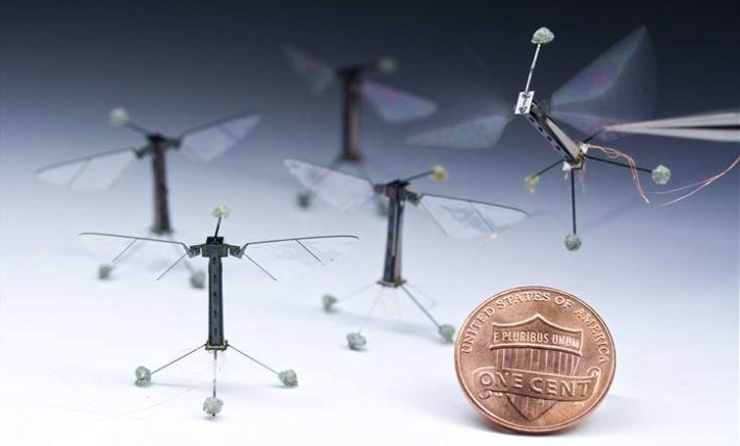 UNITED STATES OF AMERICA
E PLURIBUS UNUM
ONE CENT